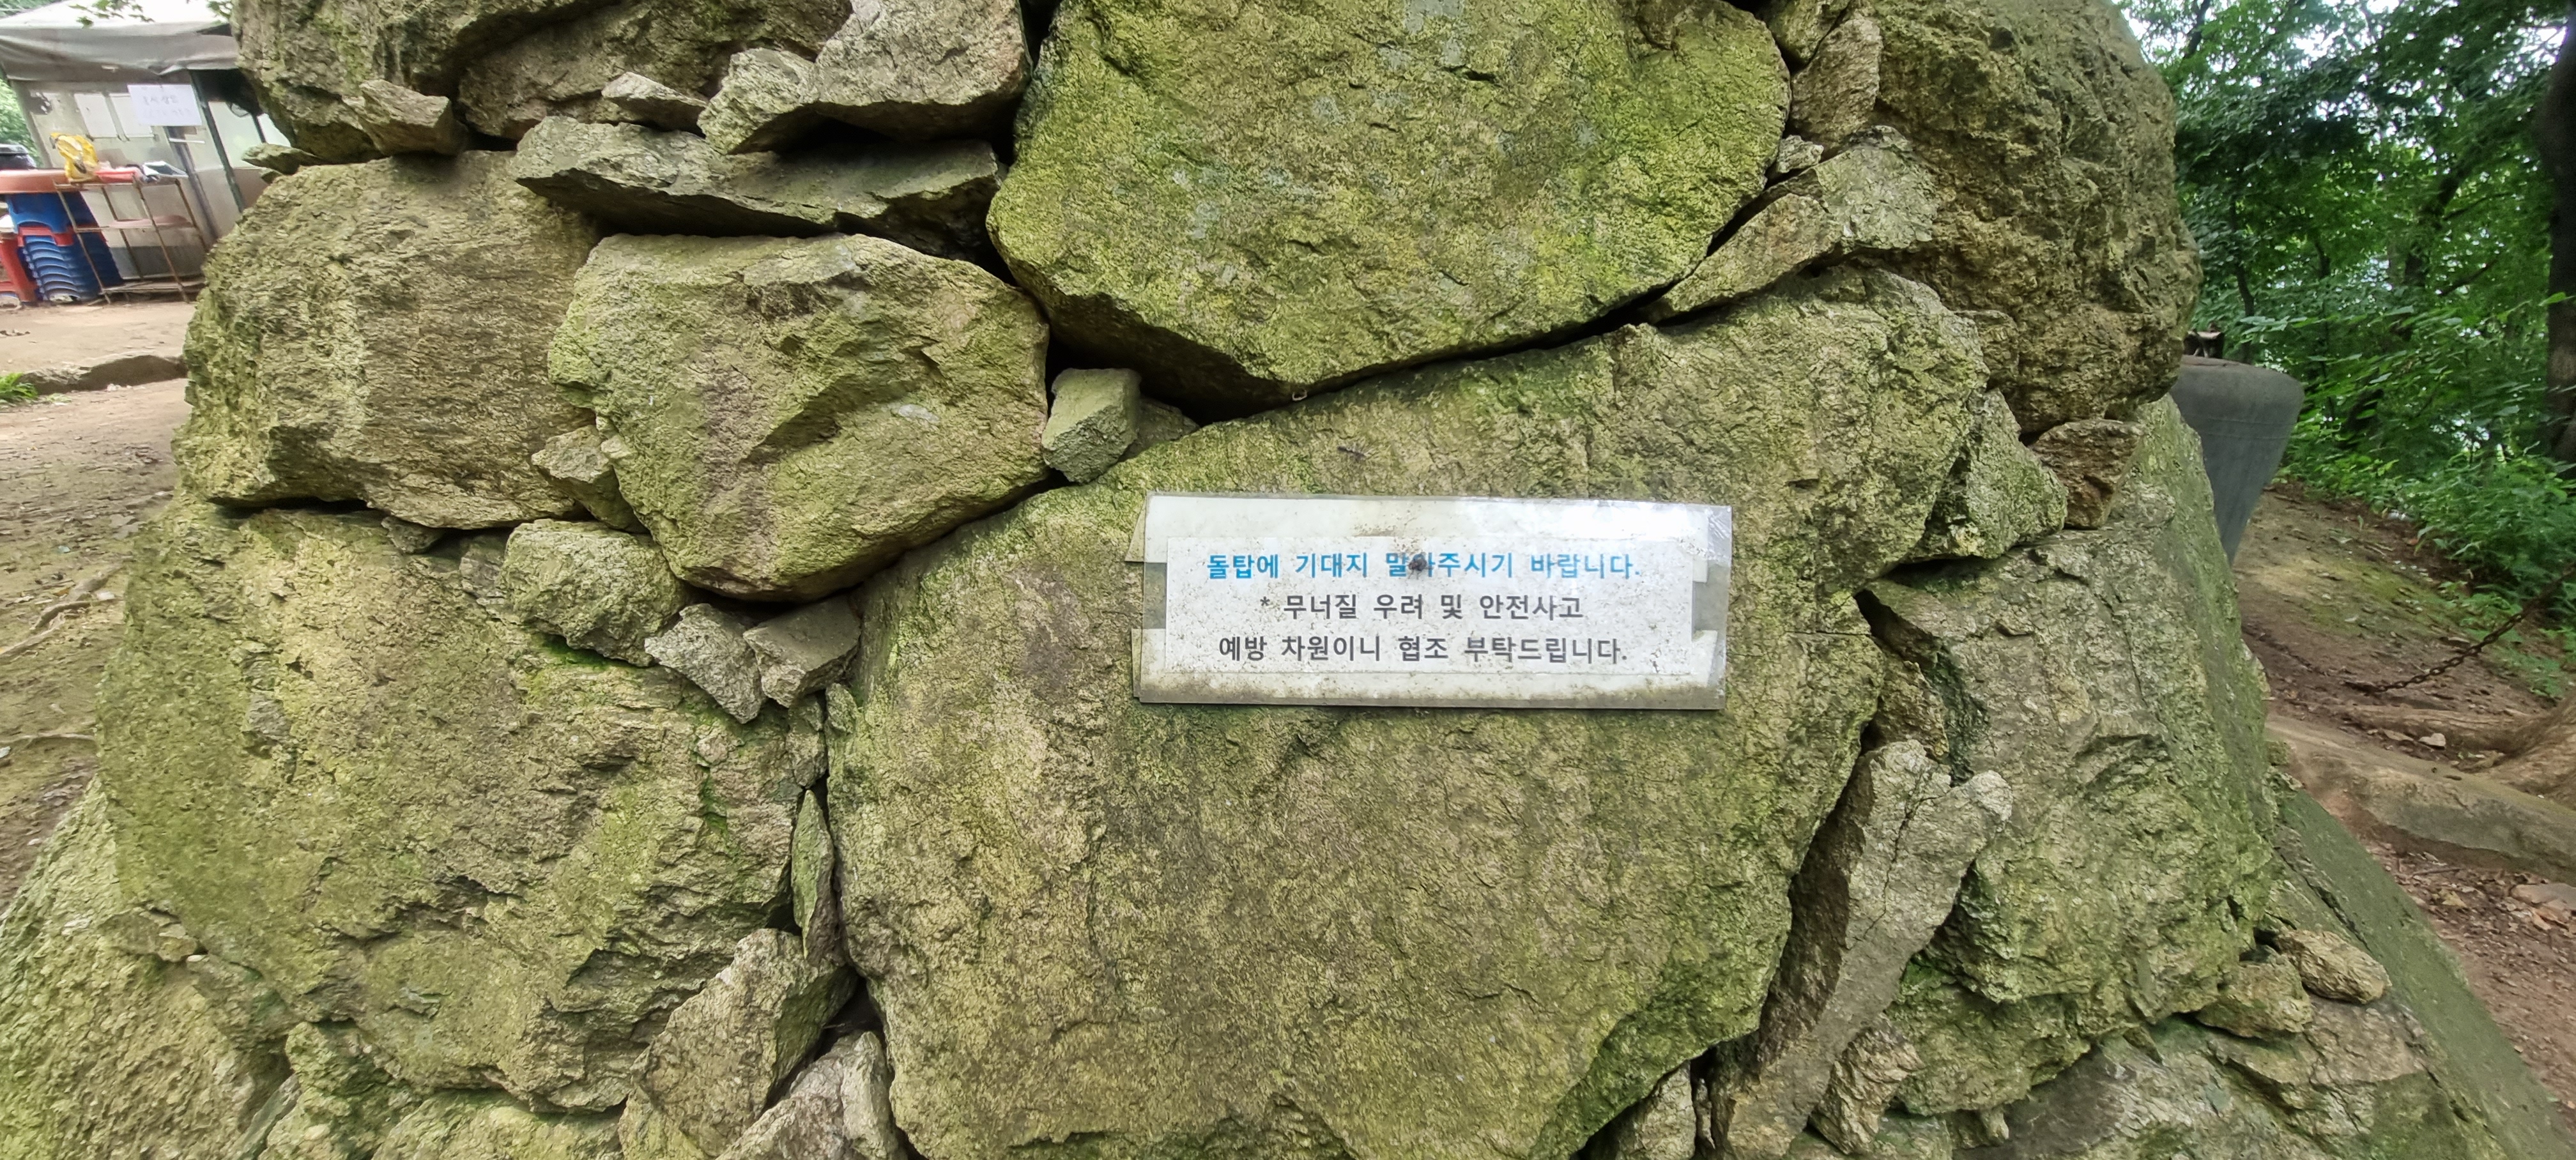 돌탑에 기대지 말아주시기 바랍니다.
* 무너질 우려 및 안전사고
예방 차원이니 협조 부탁드립니다.